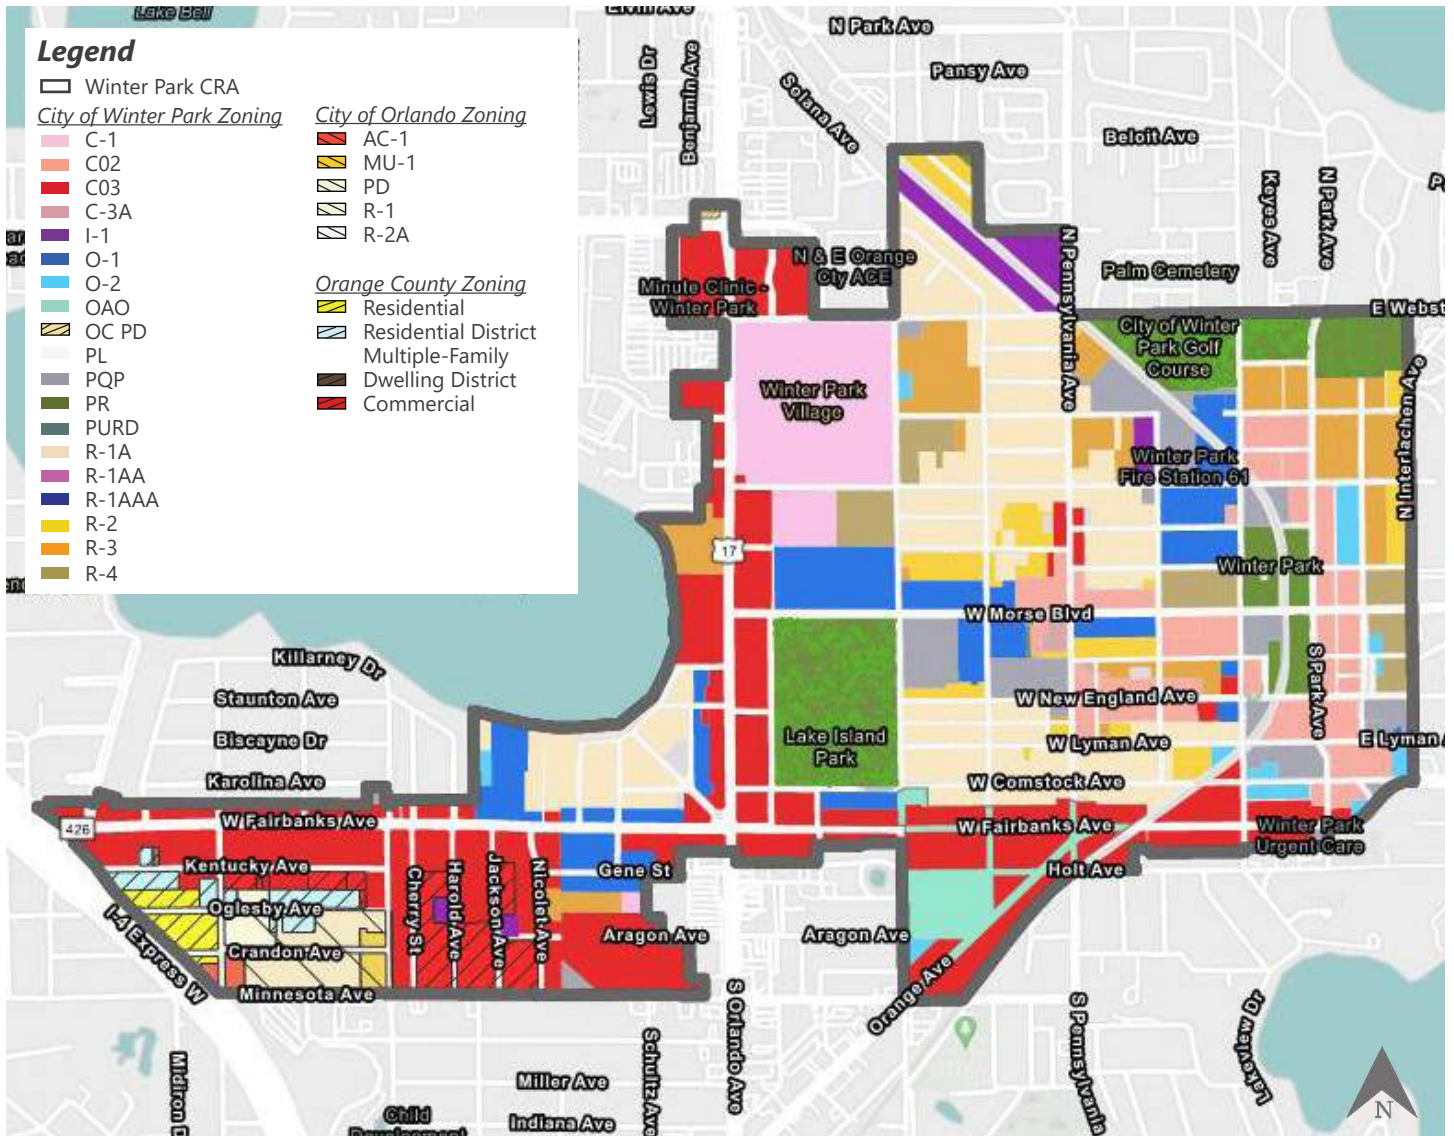 Lake Bell
N Park Ave
Pansy Ave
Lewis Dr
Benjamin Ave
Solana Ave
Beloit Ave
Keyes Ave
N Park Ave
Legend
Winter Park CRA
City of Winter Park Zoning
C-1
C02
C03
C-3A
I-1
O-1
O-2
OAO
OC PD
PL
PQP
PR
PURD
R-1A
R-1AA
R-1AAA
R-2
R-3
R-4
City of Orlando Zoning
AC-1
MU-1
PD
R-1
R-2A
Orange County Zoning
Residential
Residential District
Multiple-Family
Dwelling District
Commercial
N & E Orange
Cty ACE
Minute Clinic -
Winter Park
N Pennsylvania Ave
Palm Cemetery
E Webst
City of Winter
Park Golf
Course
Winter Park
Village
N Interlachen Ave
Winter Park
Fire Station 61
17
Winter Park
W Morse Blvd
Killarney Dr
Staunton Ave
Biscayne Dr
Karolina Ave
W New England Ave
S Park Ave
Lake Island
Park
W Lyman Ave
E Lyman A
W Comstock Ave
426
W Fairbanks Ave
W Fairbanks Ave
Winter Park
Urgent Care
Kentucky Ave
Gene St
Holt Ave
Cherry St
Harold Ave
Jackson Ave
Nicolet Ave
Oglesby Ave
I-4 Express W
Crandon Ave
Aragon Ave
Aragon Ave
Minnesota Ave
Orange Ave
S Orlando Ave
S Pennsylvania
Lakeview Dr
Schultz Ave
Miller Ave
Indiana Ave
Child
Development
N